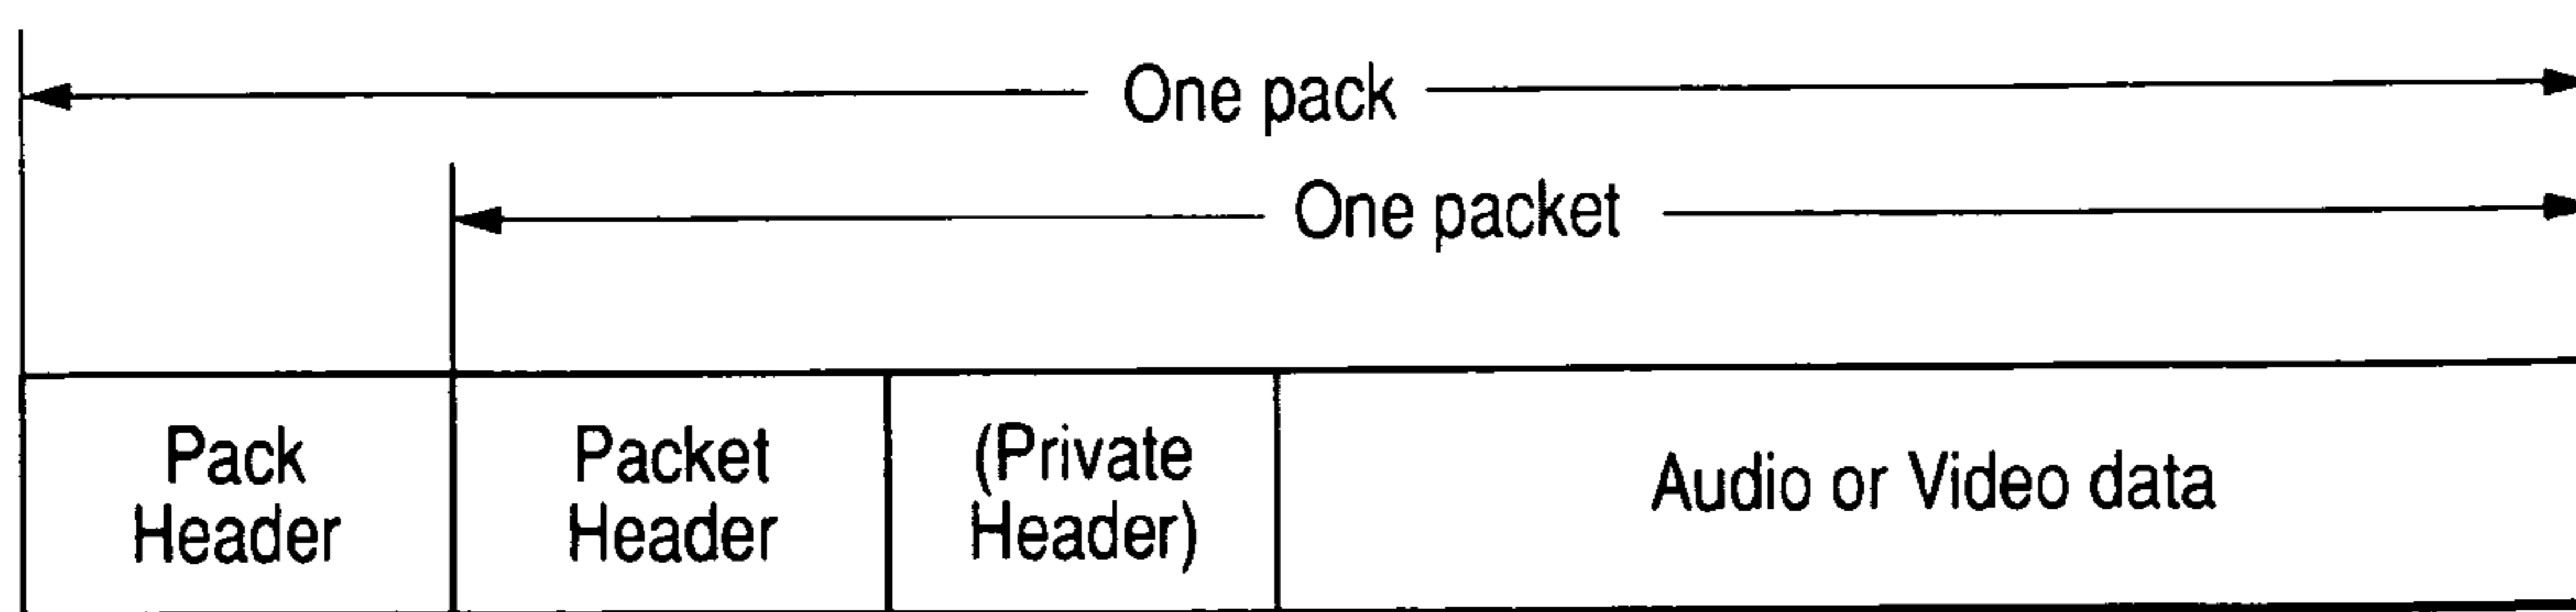 One pack
One packet
Pack
Header
Packet
Header
(Private
Header)
Audio or Video data